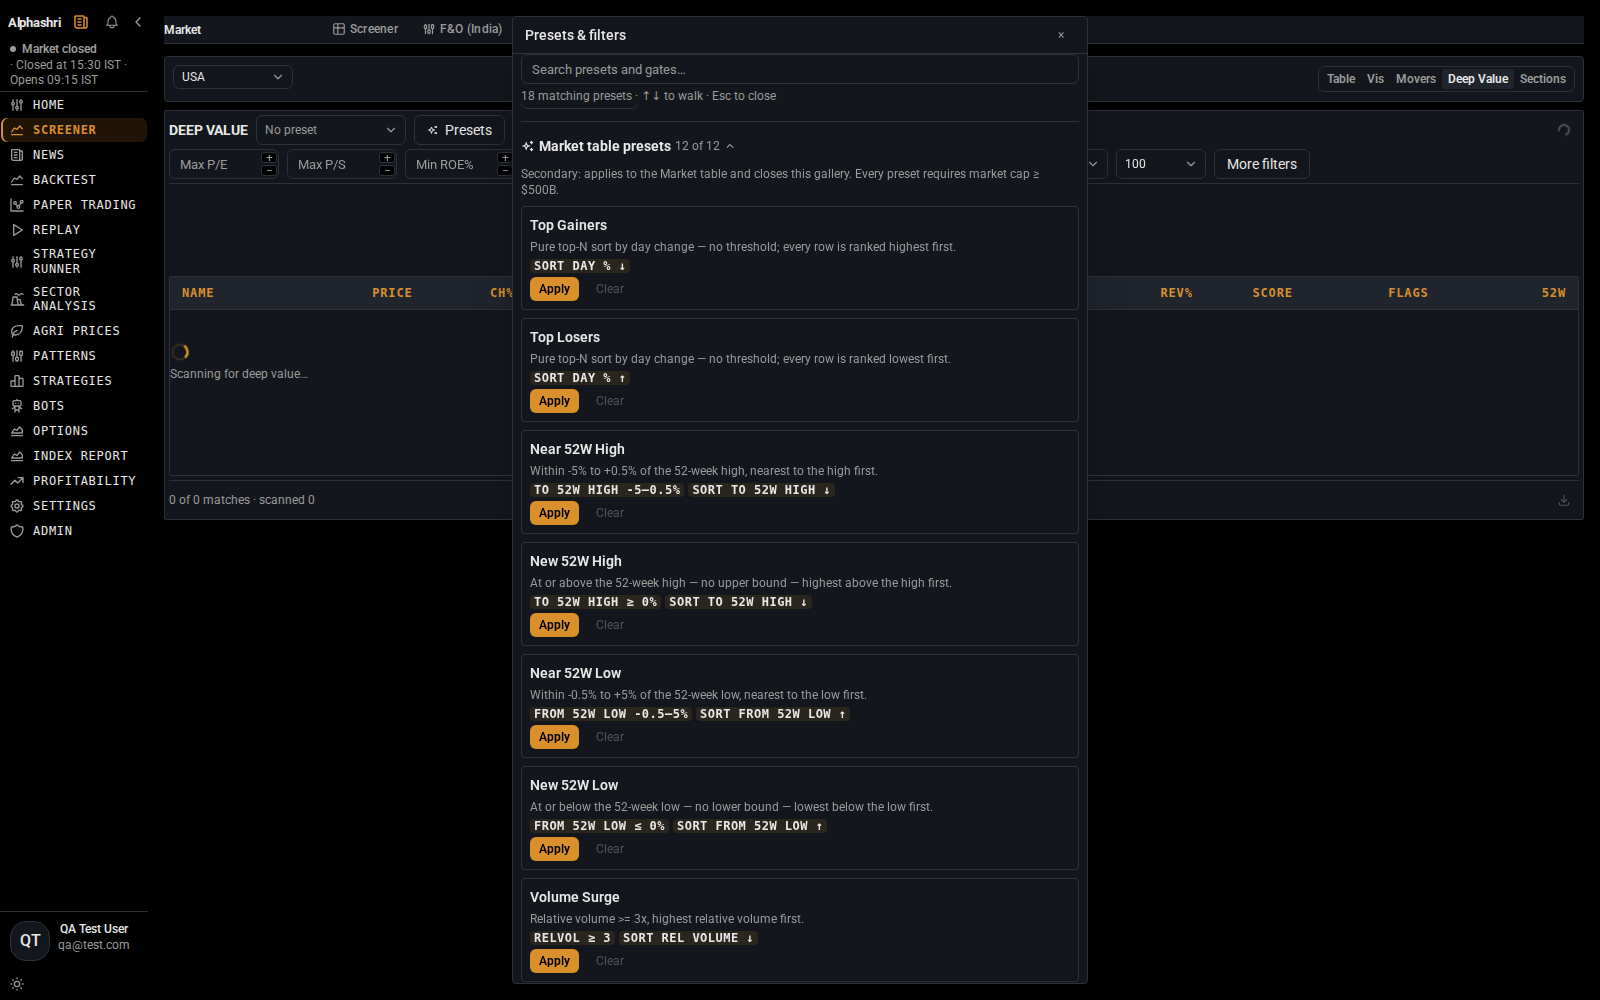 Alphashri
Market closed
· Closed at 15:30 IST ·
Opens 09:15 IST
HOME
SCREENER
NEWS
BACKTEST
PAPER TRADING
REPLAY
STRATEGY
RUNNER
SECTOR
ANALYSIS
AGRI PRICES
PATTERNS
STRATEGIES
BOTS
OPTIONS
INDEX REPORT
PROFITABILITY
SETTINGS
ADMIN
QT
QA Test User
qa@test.com
Market
Screener
F&O (India)
USA
Table Vis Movers Deep Value Sections
DEEP VALUE
No preset
Presets
Max P/E
Max P/S
Min ROE%
100
More filters
NAME PRICE CH% REV% SCORE FLAGS 52W
Scanning for deep value…
0 of 0 matches · scanned 0
Presets & filters
×
Search presets and gates…
18 matching presets · ↑↓ to walk · Esc to close
Market table presets 12 of 12
Secondary: applies to the Market table and closes this gallery. Every preset requires market cap ≥
$500B.
Top Gainers
Pure top-N sort by day change — no threshold; every row is ranked highest first.
SORT DAY % ↓
Apply Clear
Top Losers
Pure top-N sort by day change — no threshold; every row is ranked lowest first.
SORT DAY % ↑
Apply Clear
Near 52W High
Within -5% to +0.5% of the 52-week high, nearest to the high first.
TO 52W HIGH -5–0.5% SORT TO 52W HIGH ↓
Apply Clear
New 52W High
At or above the 52-week high — no upper bound — highest above the high first.
TO 52W HIGH ≥ 0% SORT TO 52W HIGH ↓
Apply Clear
Near 52W Low
Within -0.5% to +5% of the 52-week low, nearest to the low first.
FROM 52W LOW -0.5–5% SORT FROM 52W LOW ↑
Apply Clear
New 52W Low
At or below the 52-week low — no lower bound — lowest below the low first.
FROM 52W LOW ≤ 0% SORT FROM 52W LOW ↑
Apply Clear
Volume Surge
Relative volume >= 3x, highest relative volume first.
RELVOL ≥ 3 SORT REL VOLUME ↓
Apply Clear